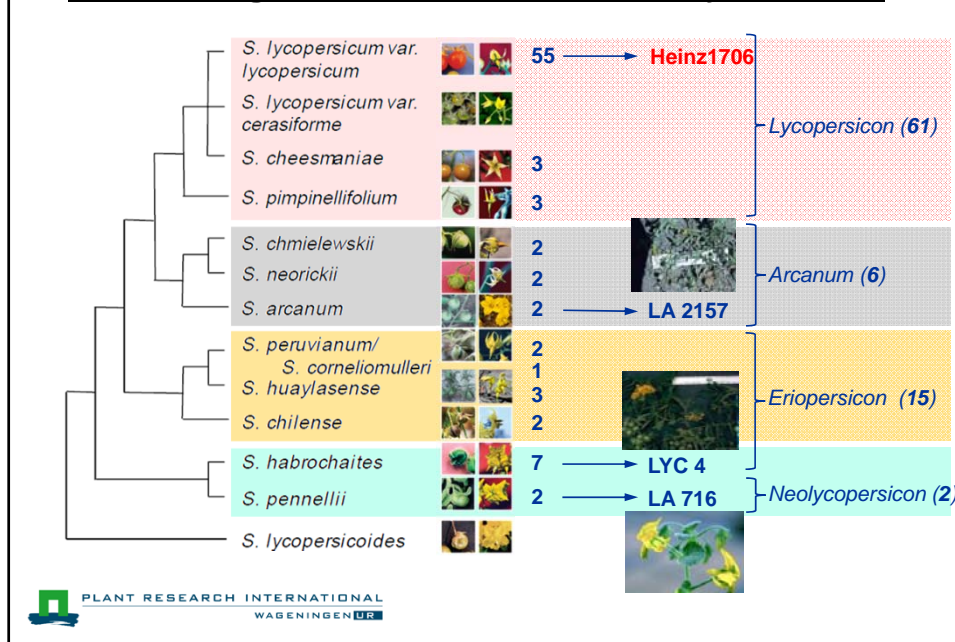 S. lycopersicum var. 55 Heinz1706
lycopersicum
S. lycopersicum var.
cerasiforme
Lycopersicon (61)
S. cheesmaniae 3
S. pimpinellifolium 3
S. chmielewskii 2
S. neorickii 2
Arcanum (6)
S. arcanum 2 LA 2157
S. peruvianum/ 2
S. corneliomulleri 1
S. huaylasense 3
Eriopersicon (15)
S. chilense 2
S. habrochaites 7 LYC 4
S. pennellii 2 LA 716
Neolycopersicon (2)
S. lycopersicoides
PLANT RESEARCH INTERNATIONAL
WAGENINGEN UR